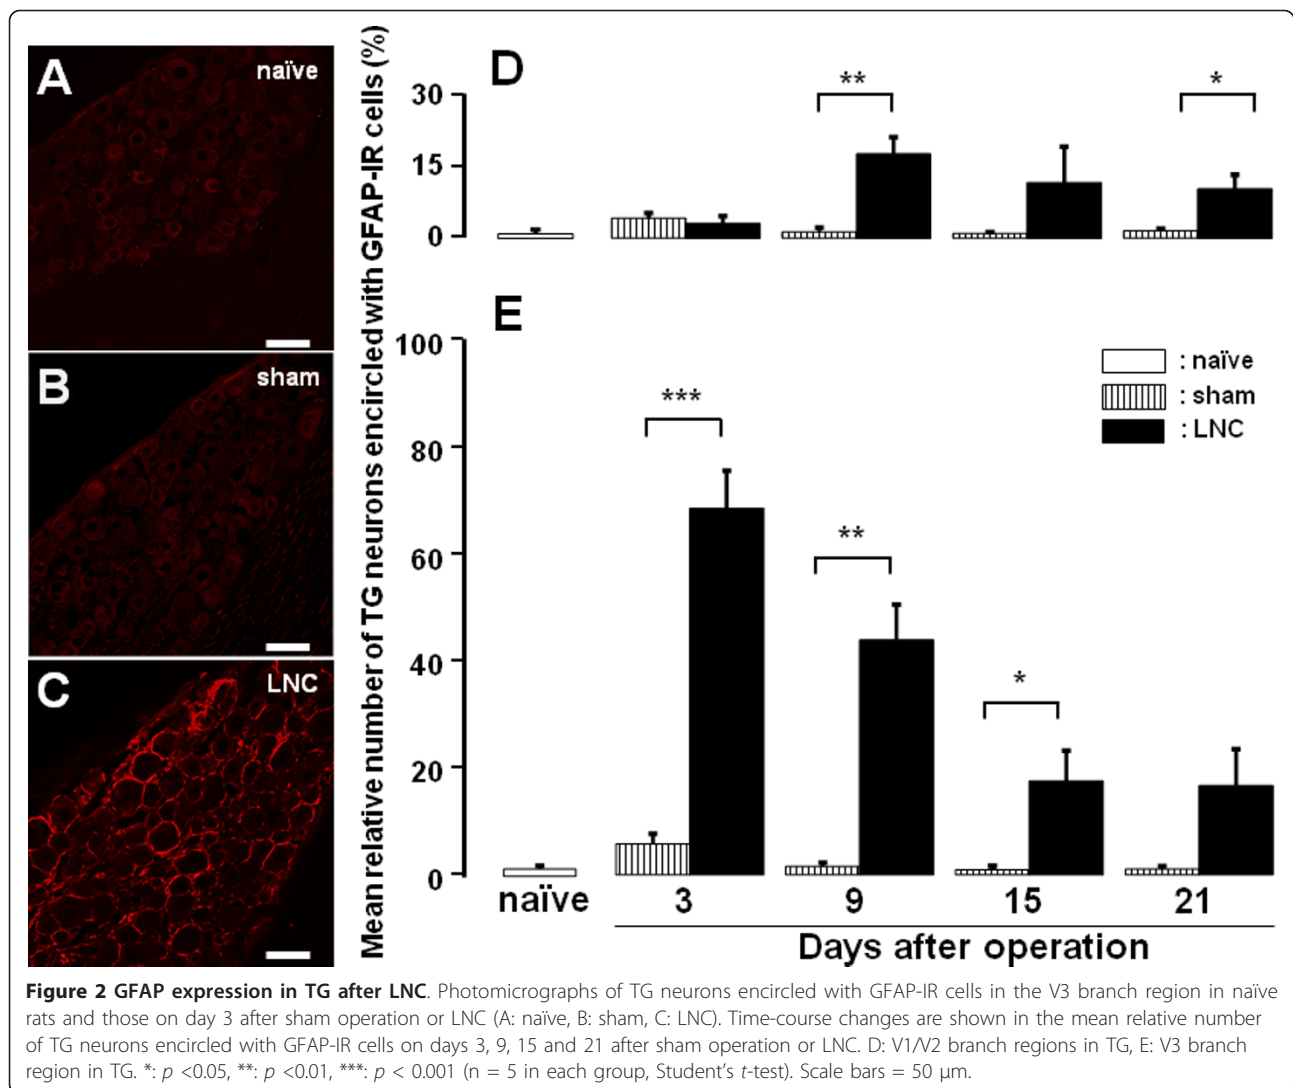 A
naïve
B
sham
C
LNC
Mean relative number of TG neurons encircled with GFAP-IR cells (%)
D
30
15
0
**
*
E
100
80
60
40
20
0
***
**
*
: naïve
: sham
: LNC
naïve
3
9
15
21
Days after operation
Figure 2 GFAP expression in TG after LNC. Photomicrographs of TG neurons encircled with GFAP-IR cells in the V3 branch region in naïve
rats and those on day 3 after sham operation or LNC (A: naïve, B: sham, C: LNC). Time-course changes are shown in the mean relative number
of TG neurons encircled with GFAP-IR cells on days 3, 9, 15 and 21 after sham operation or LNC. D: V1/V2 branch regions in TG, E: V3 branch
region in TG. *: p <0.05, **: p <0.01, ***: p < 0.001 (n = 5 in each group, Student's t-test). Scale bars = 50 μm.